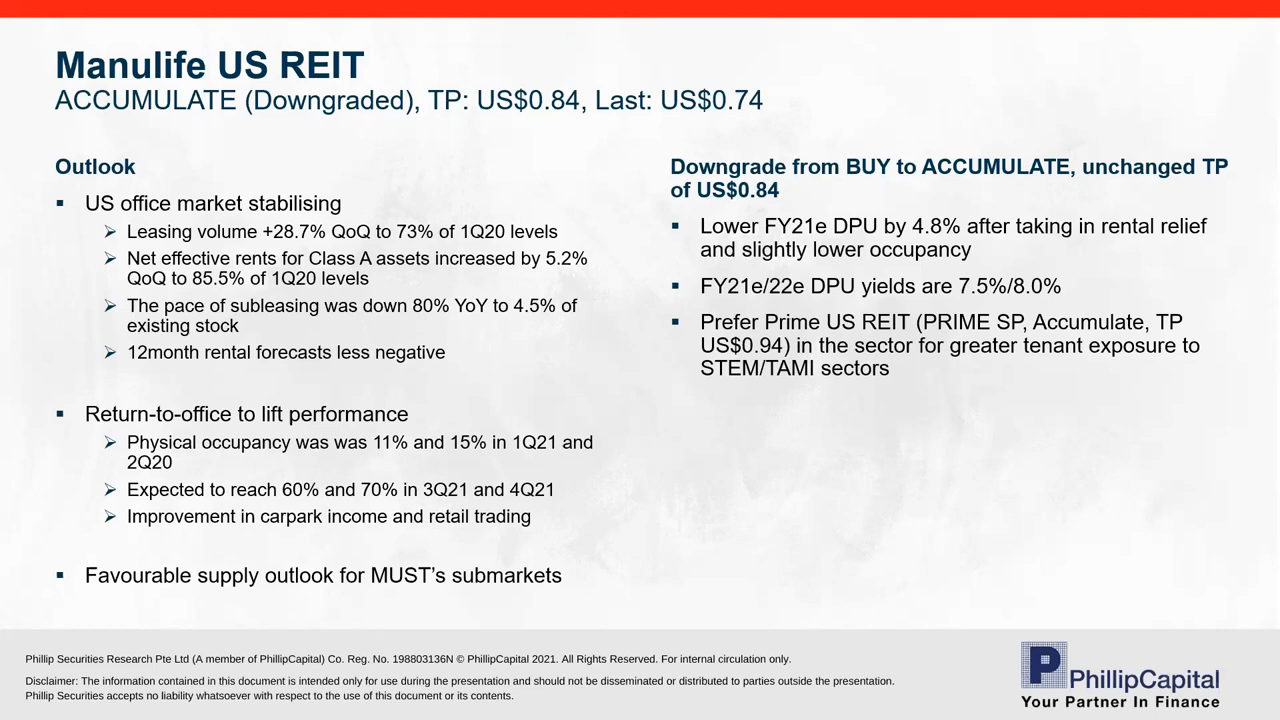 Manulife US REIT
ACCUMULATE (Downgraded), TP: US$0.84, Last: US$0.74
Outlook
▪ US office market stabilising
➢ Leasing volume +28.7% QoQ to 73% of 1Q20 levels
➢ Net effective rents for Class A assets increased by 5.2%
QoQ to 85.5% of 1Q20 levels
➢ The pace of subleasing was down 80% YoY to 4.5% of
existing stock
➢ 12month rental forecasts less negative
▪ Return-to-office to lift performance
➢ Physical occupancy was was 11% and 15% in 1Q21 and
2Q20
➢ Expected to reach 60% and 70% in 3Q21 and 4Q21
➢ Improvement in carpark income and retail trading
▪ Favourable supply outlook for MUST’s submarkets
Downgrade from BUY to ACCUMULATE, unchanged TP
of US$0.84
▪ Lower FY21e DPU by 4.8% after taking in rental relief
and slightly lower occupancy
▪ FY21e/22e DPU yields are 7.5%/8.0%
▪ Prefer Prime US REIT (PRIME SP, Accumulate, TP
US$0.94) in the sector for greater tenant exposure to
STEM/TAMI sectors
Phillip Securities Research Pte Ltd (A member of PhillipCapital) Co. Reg. No. 198803136N © PhillipCapital 2021. All Rights Reserved. For internal circulation only.
Disclaimer: The information contained in this document is intended only for use during the presentation and should not be disseminated or distributed to parties outside the presentation.
Phillip Securities accepts no liability whatsoever with respect to the use of this document or its contents.
P PhillipCapital
Your Partner In Finance